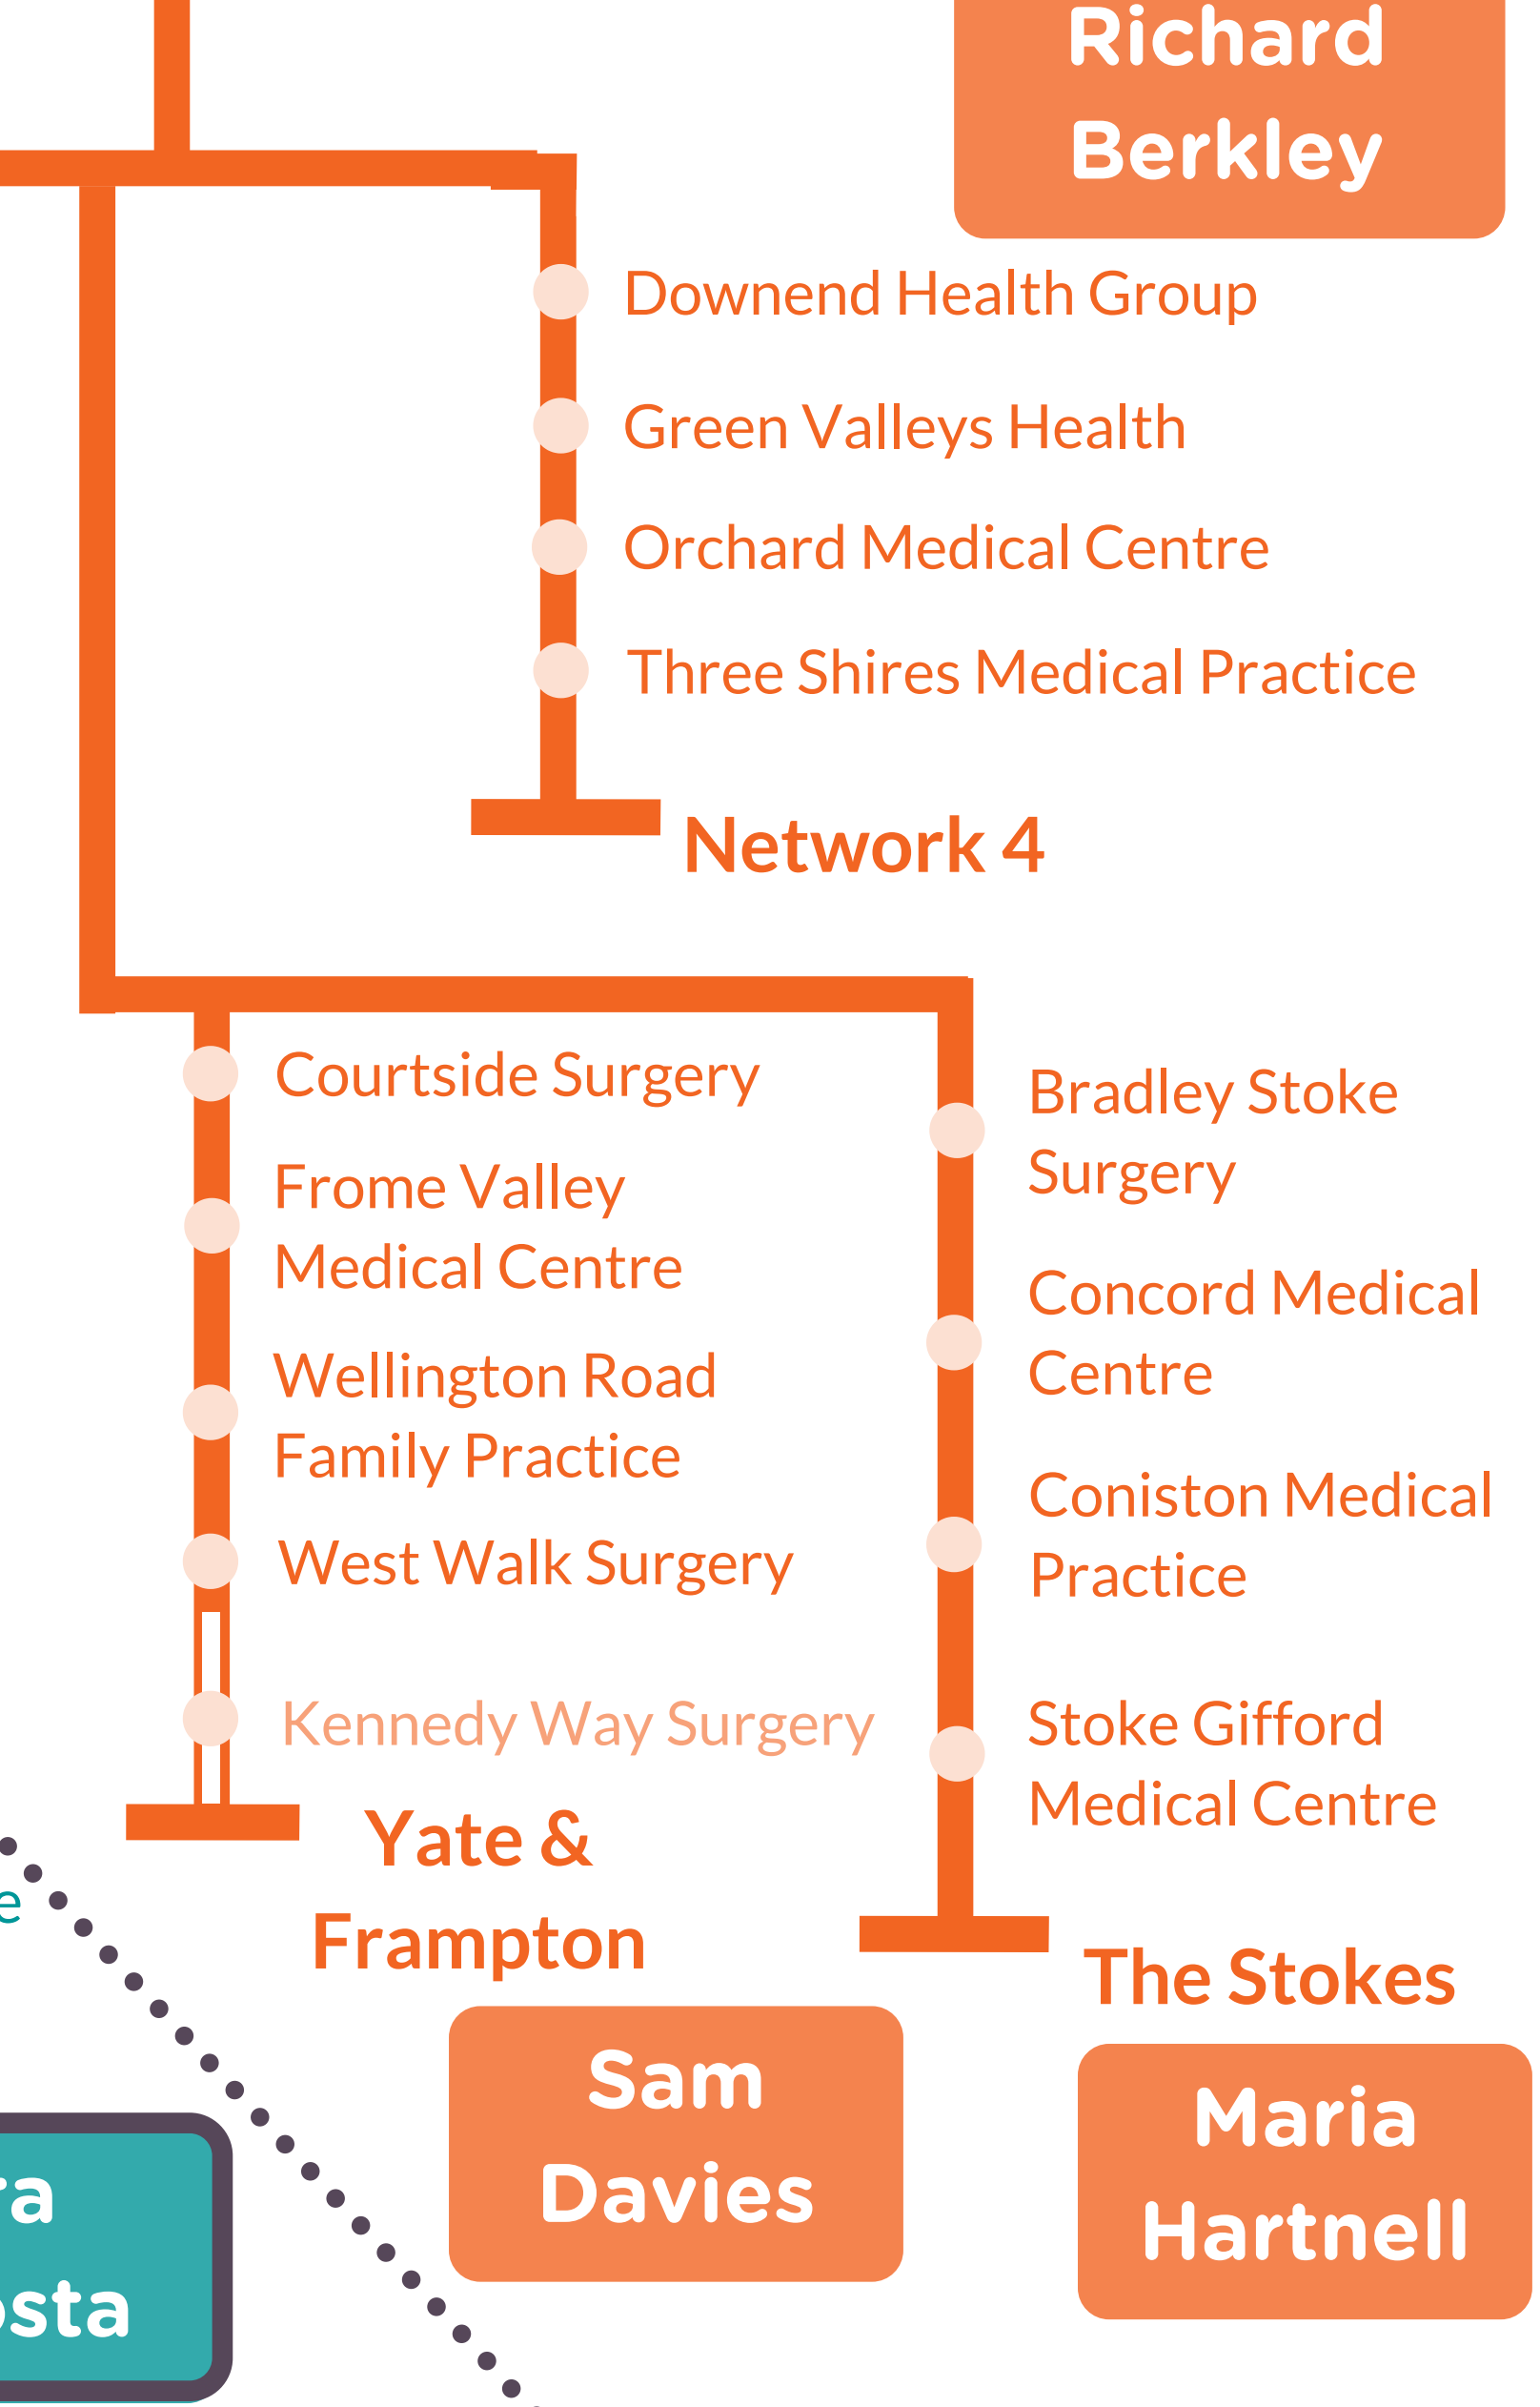 Richard
Berkley
Downend Health Group
Green Valleys Health
Orchard Medical Centre
Three Shires Medical Practice
Network 4
Courtside Surgery
Frome Valley
Medical Centre
Wellington Road
Family Practice
West Walk Surgery
Kennedy Way Surgery
Yate &
Frampton
Sam
Davies
Bradley Stoke
Surgery
Concord Medical
Centre
Coniston Medical
Practice
Stoke Gifford
Medical Centre
The Stokes
Maria
Hartnell